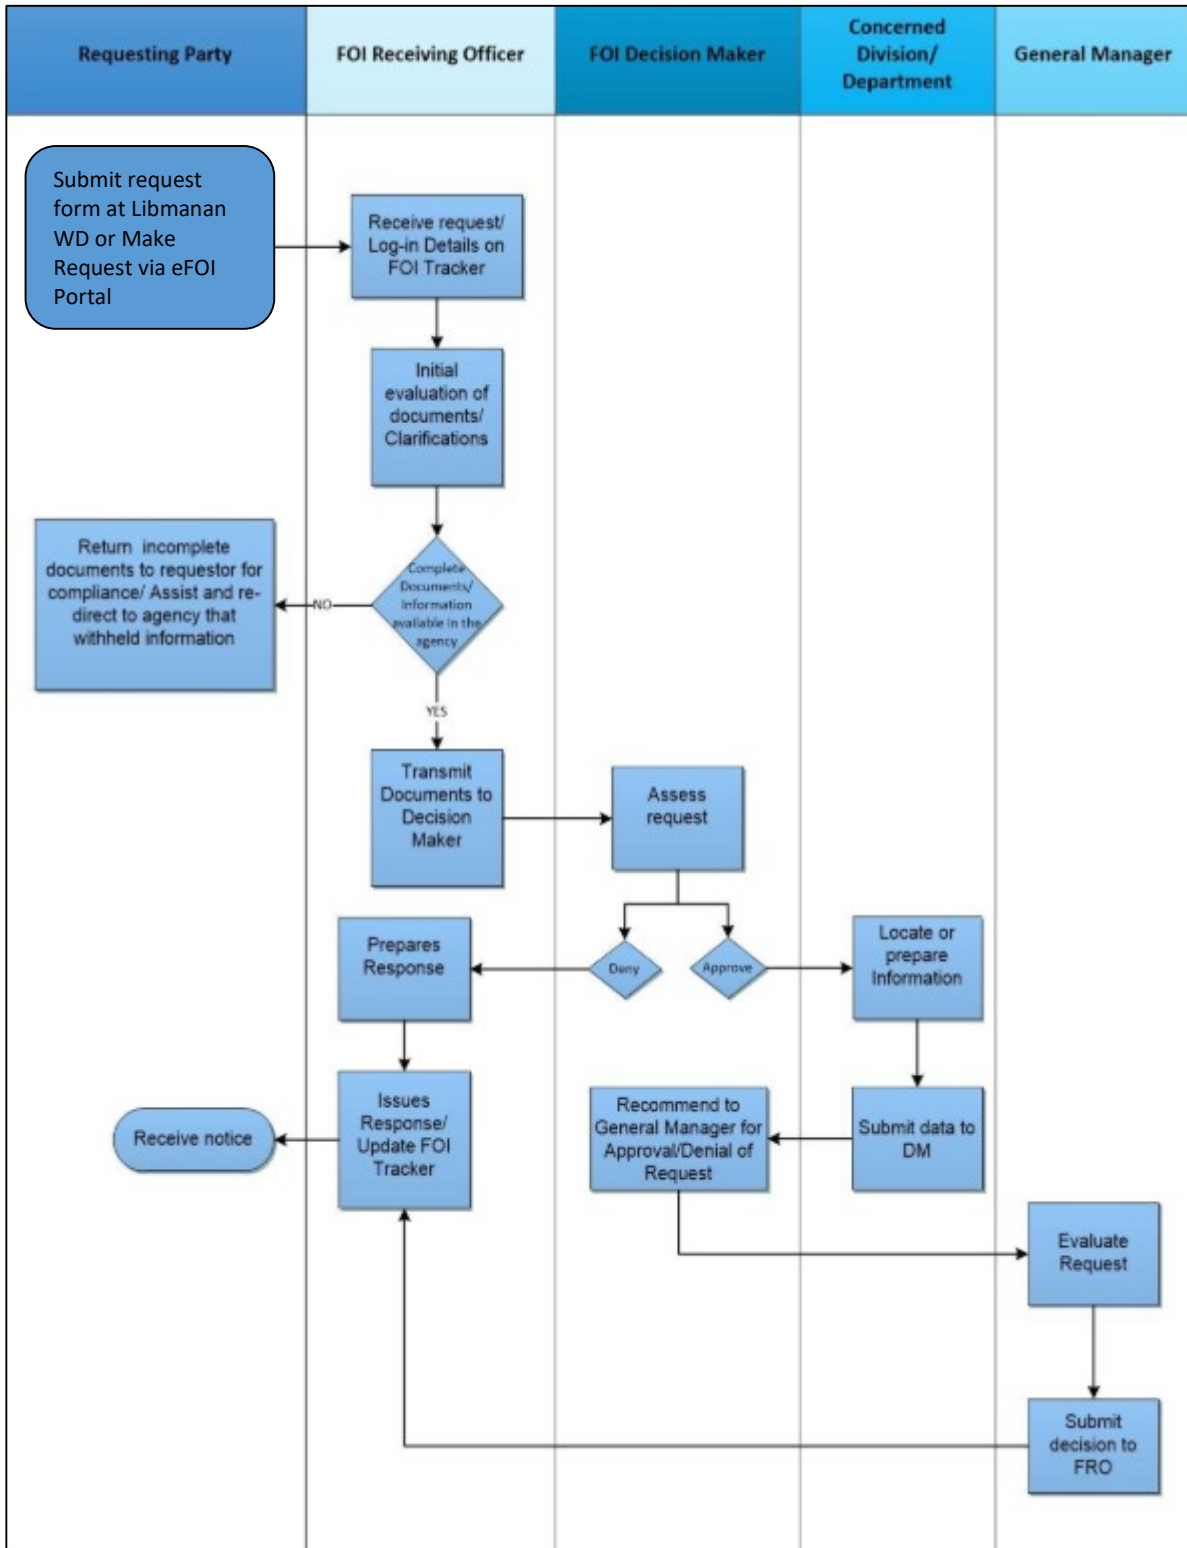 Requesting Party
FOI Receiving Officer
FOI Decision Maker
Concerned
Division/
Department
General Manager
Submit request
form at Libmanan
WD or Make
Request via eFOI
Portal
Receive request/
Log-in Details on
FOI Tracker
Initial
evaluation of
documents/
Clarifications
Return incomplete
documents to requestor for
compliance/ Assist and re-
direct to agency that
withheld information
NO
Complete
Documents/
Information
available in the
agency
YES
Transmit
Documents to
Decision
Maker
Assess
request
Prepares
Response
Deny
Approve
Locate or
prepare
Information
Issues
Response/
Update FOI
Tracker
Receive notice
Recommend to
General Manager for
Approval/Denial of
Request
Submit data to
DM
Evaluate
Request
Submit
decision to
FRO